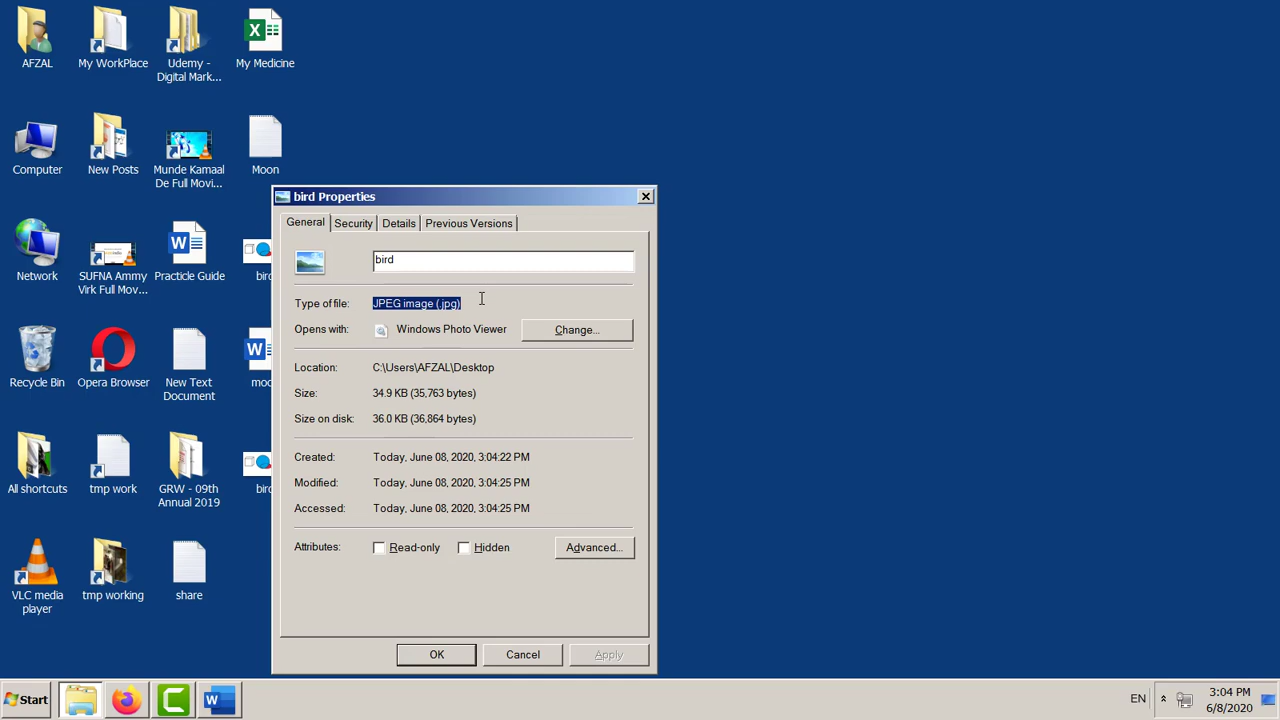 AFZAL
My WorkPlace
Udemy -
Digital Mark...
My Medicine
Computer
New Posts
Munde Kamaal
De Full Movi...
Moon
Network
SUFNA Ammy
Virk Full Mov...
Practicle Guide
bir
Recycle Bin
Opera Browser
New Text
Document
moo
All shortcuts
tmp work
GRW - 09th
Annual 2019
bir
VLC media
player
tmp working
share
bird Properties
General Security Details Previous Versions
bird
Type of file: JPEG image (.jpg)
Opens with: Windows Photo Viewer Change...
Location: C:\Users\AFZAL\Desktop
Size: 34.9 KB (35,763 bytes)
Size on disk: 36.0 KB (36,864 bytes)
Created: Today, June 08, 2020, 3:04:22 PM
Modified: Today, June 08, 2020, 3:04:25 PM
Accessed: Today, June 08, 2020, 3:04:25 PM
Attributes: Read-only Hidden Advanced...
OK Cancel Apply
Start EN 3:04 PM
6/8/2020